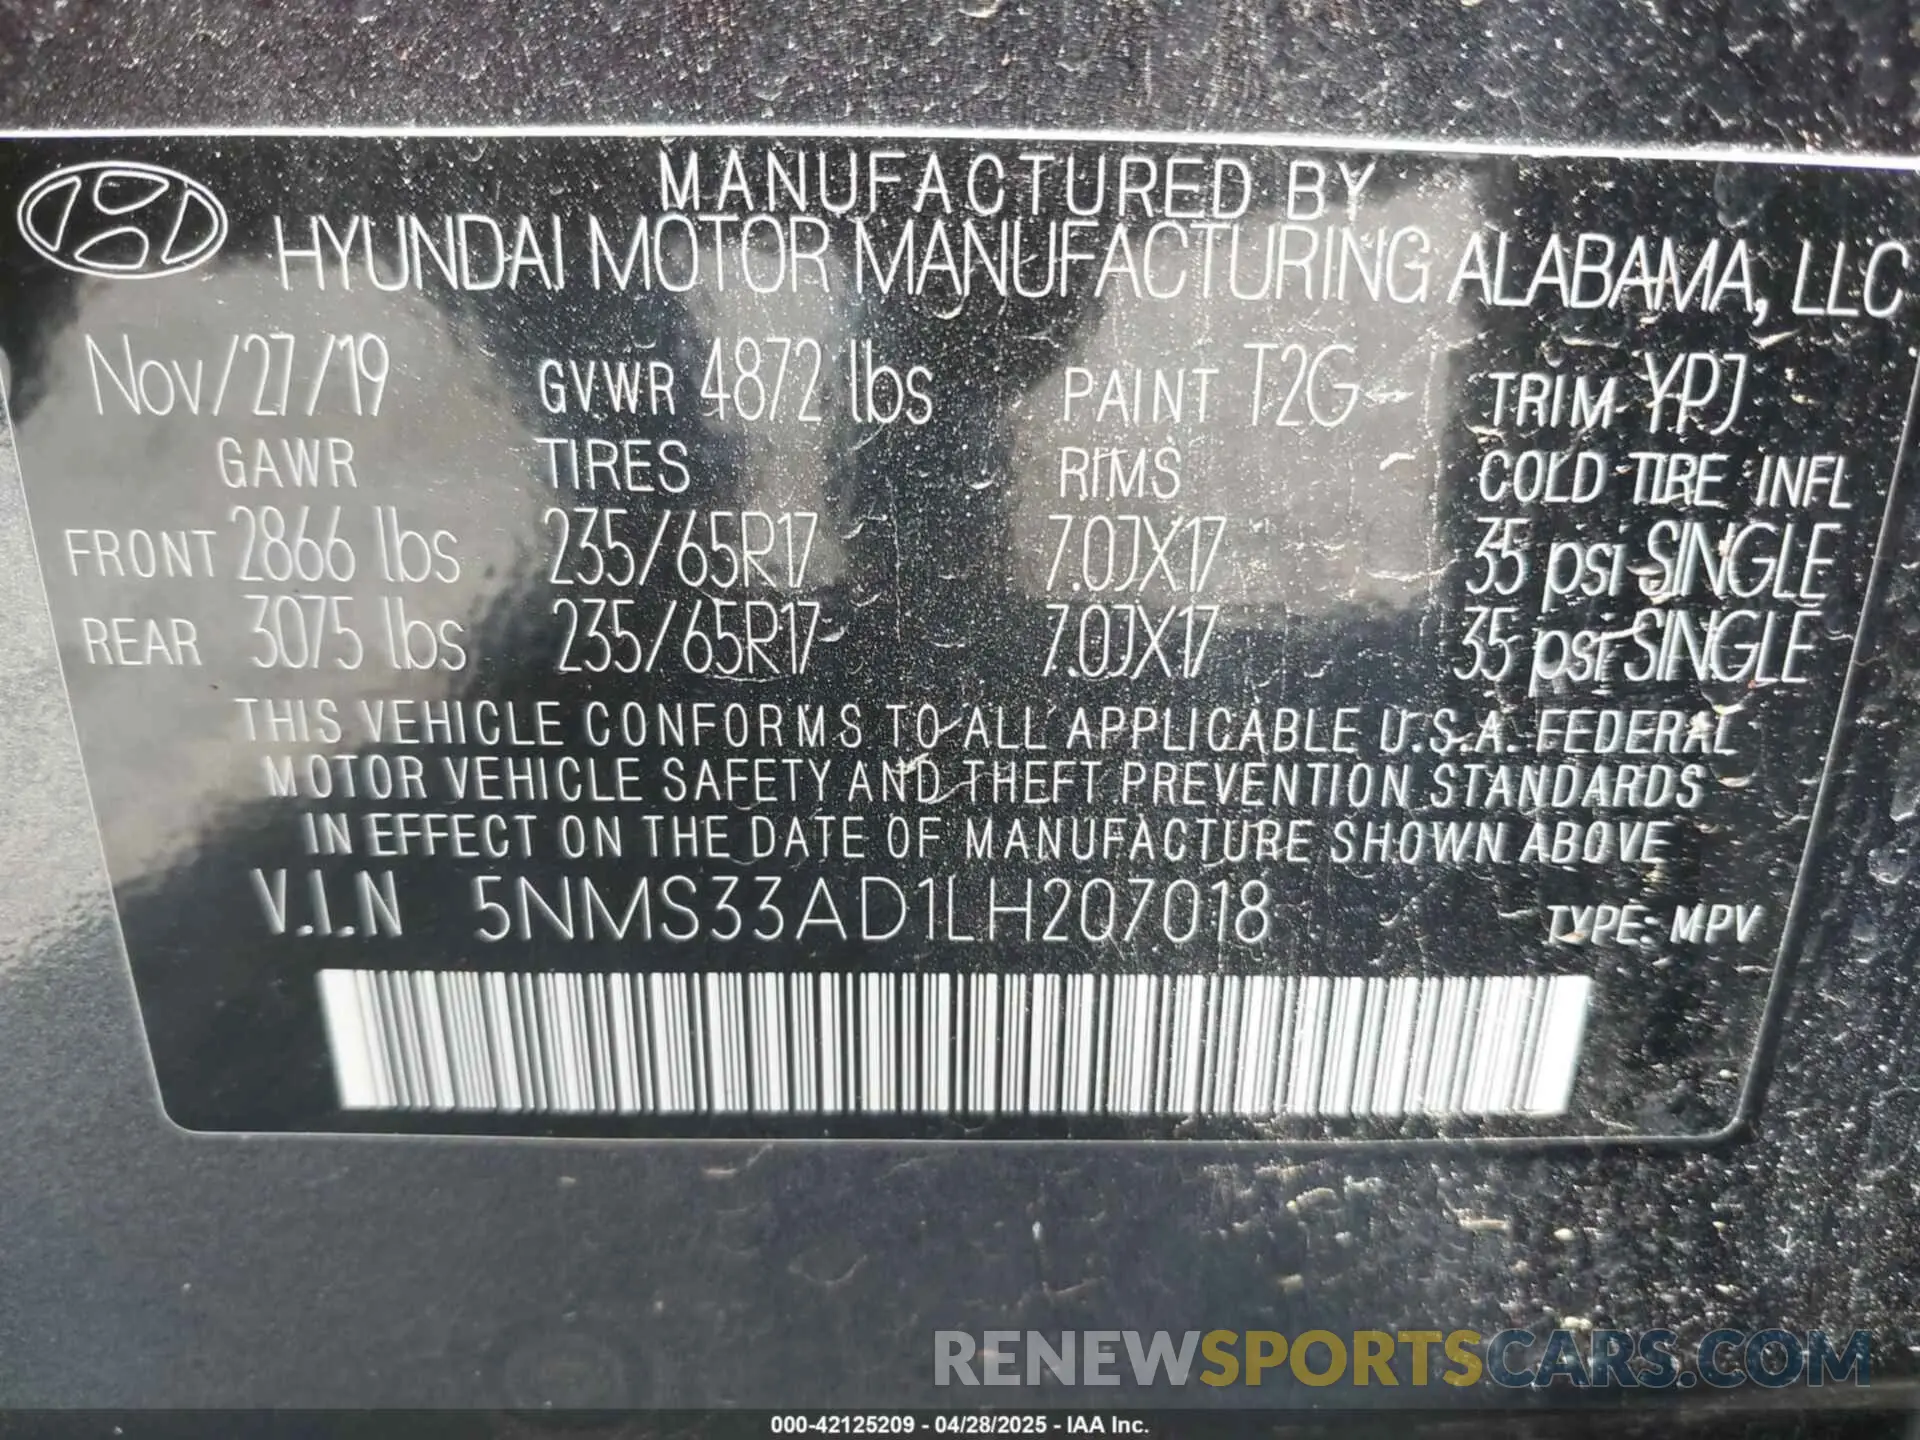 MANUFACTURED BY
HYUNDAI MOTOR MANUFACTURING ALABAMA, LLC
Nov/27/19 GVWR 4872 lbs PAINT T2G TRIM YPJ
GAWR TIRES RIMS COLD TIRE INFL
FRONT 2866 lbs 235/65R17 7.0JX17 35 psi SINGLE
REAR 3075 lbs 235/65R17 7.0JX17 35 psi SINGLE
THIS VEHICLE CONFORMS TO ALL APPLICABLE U.S.A. FEDERAL
MOTOR VEHICLE SAFETY AND THEFT PREVENTION STANDARDS
IN EFFECT ON THE DATE OF MANUFACTURE SHOWN ABOVE
V.I.N 5NMS33AD1LH207018 TYPE: MPV
RENEWSPORTSCARS.COM
000-42125209 - 04/28/2025 - IAA Inc.